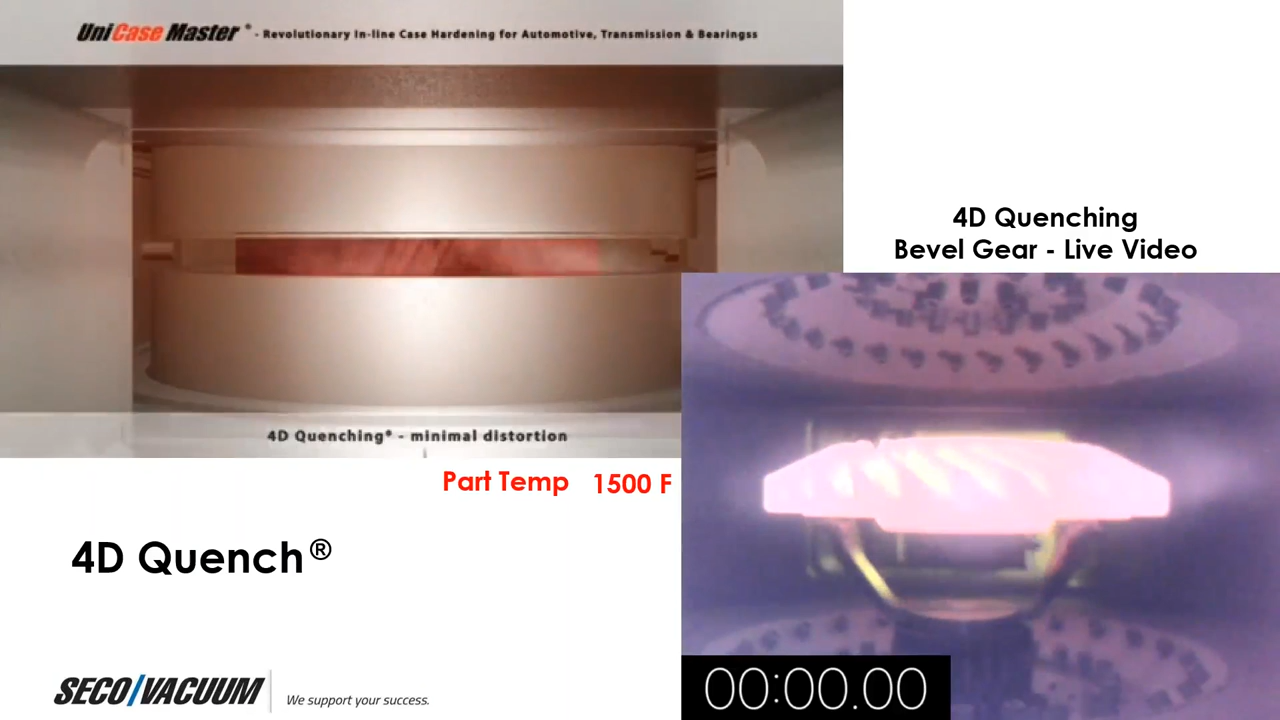 UniCase Master ® - Revolutionary In-line Case Hardening for Automotive, Transmission & Bearingss
4D Quenching
Bevel Gear - Live Video
4D Quenching® - minimal distortion
Part Temp 1500 F
4D Quench®
SECO/VACUUM We support your success.
00:00.00